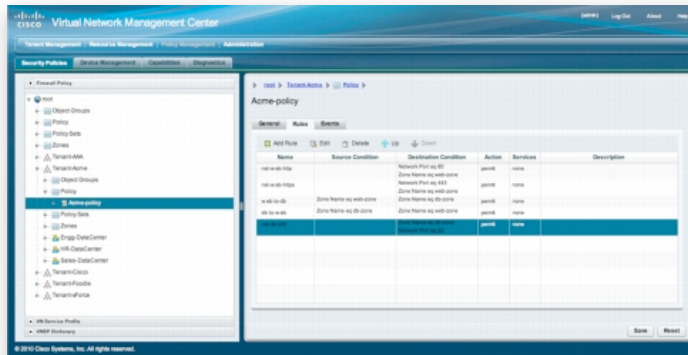 CISCO Virtual Network Management Center
(admin) Log Out About Help
Tenant Management | Resource Management | Policy Management | Administration
Security Policies Device Management Capabilities Diagnostics
Firewall Policy
root
Object Groups
Policy
Policy Sets
Zones
Tenant-AAA
Tenant-Acme
Object Groups
Policy
Acme-policy
Policy Sets
Zones
Engg-DataCenter
HR-DataCenter
Sales-DataCenter
Tenant-Cisco
Tenant-Foodie
Tenant-eForce
VM Service Profile
© 2010 Cisco Systems, Inc. All rights reserved.
root Tenant-Acme Policy
Acme-policy
General Rules Events
Add Rule Edit Delete Up Down
Name Source Condition Destination Condition Action Services Description
Network Port eq 80
Zone Name eq web-zone permit none
Network Port eq 443
Zone Name eq web-zone permit none
Zone Name eq web-zone Zone Name eq db-zone permit none
Zone Name eq db-zone Zone Name eq web-zone permit none
permit none
Save Reset